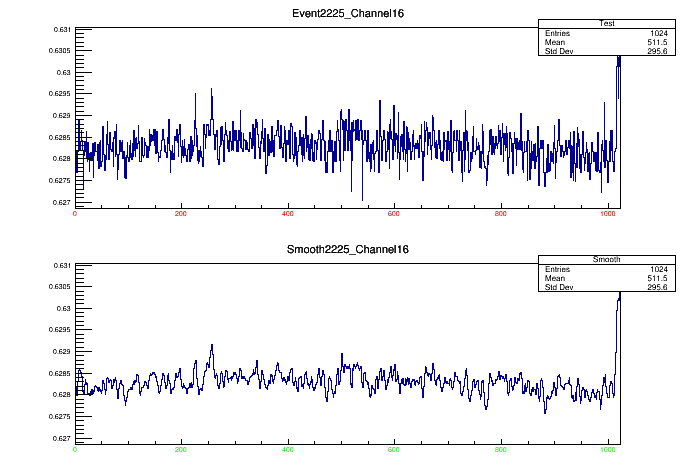 Event2225_Channel16
Test
Entries 1024
Mean 511.5
Std Dev 295.6
0.631
0.6305
0.63
0.6295
0.629
0.6285
0.628
0.6275
0.627
0 200 400 600 800 1000
Smooth2225_Channel16
Smooth
Entries 1024
Mean 511.5
Std Dev 295.6
0.631
0.6305
0.63
0.6295
0.629
0.6285
0.628
0.6275
0.627
0 200 400 600 800 1000